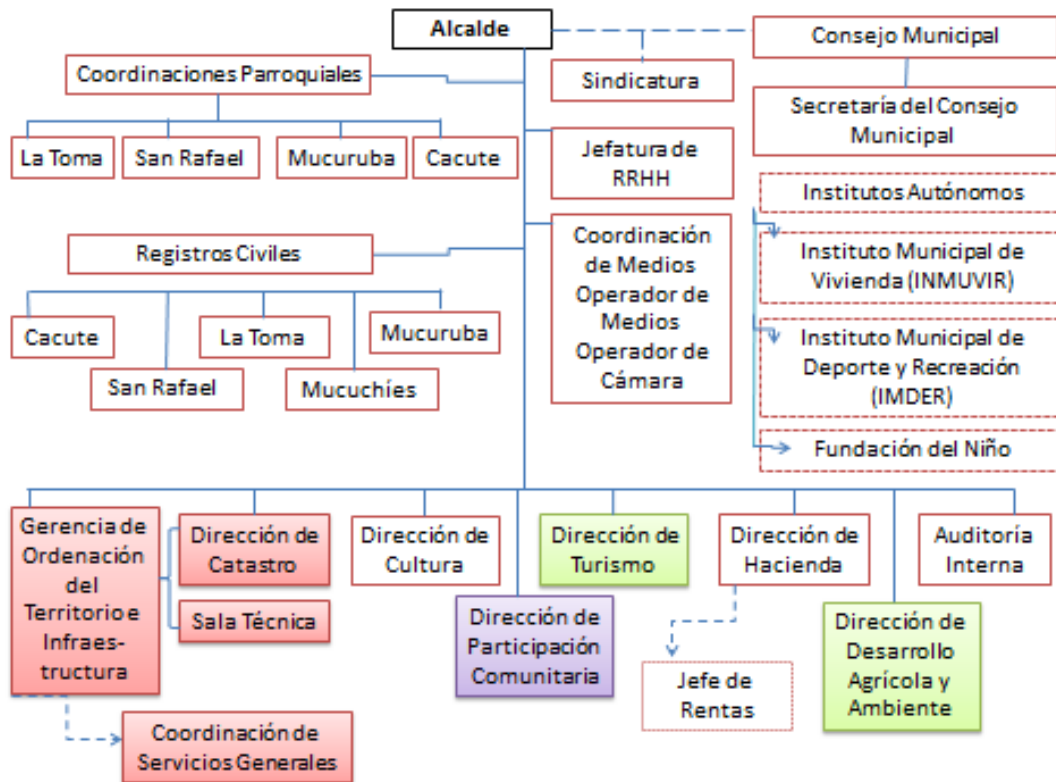 Alcalde
Consejo Municipal
Coordinaciones Parroquiales
Sindicatura
Secretaría del Consejo
Municipal
La Toma
San Rafael
Mucuruba
Cacute
Jefatura de
RRHH
Institutos Autónomos
Registros Civiles
Coordinación
de Medios
Operador de
Medios
Operador de
Cámara
Instituto Municipal de
Vivienda (INMUVIR)
Cacute
La Toma
Mucuruba
San Rafael
Mucuchíes
Instituto Municipal de
Deporte y Recreación
(IMDER)
Fundación del Niño
Gerencia de
Ordenación
del
Territorio e
Infraes-
tructura
Dirección de
Catastro
Sala Técnica
Dirección de
Cultura
Dirección de
Participación
Comunitaria
Dirección de
Turismo
Dirección de
Hacienda
Jefe de
Rentas
Dirección de
Desarrollo
Agrícola y
Ambiente
Auditoría
Interna
Coordinación de
Servicios Generales